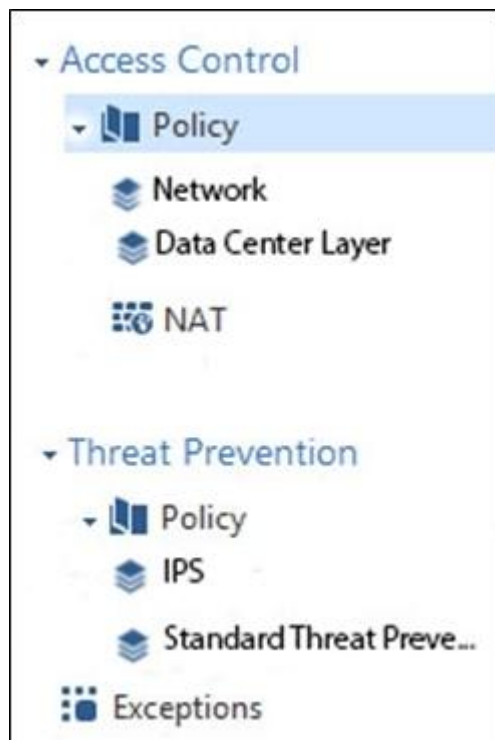 Access Control
Policy
Network
Data Center Layer
NAT
Threat Prevention
Policy
IPS
Standard Threat Preve...
Exceptions